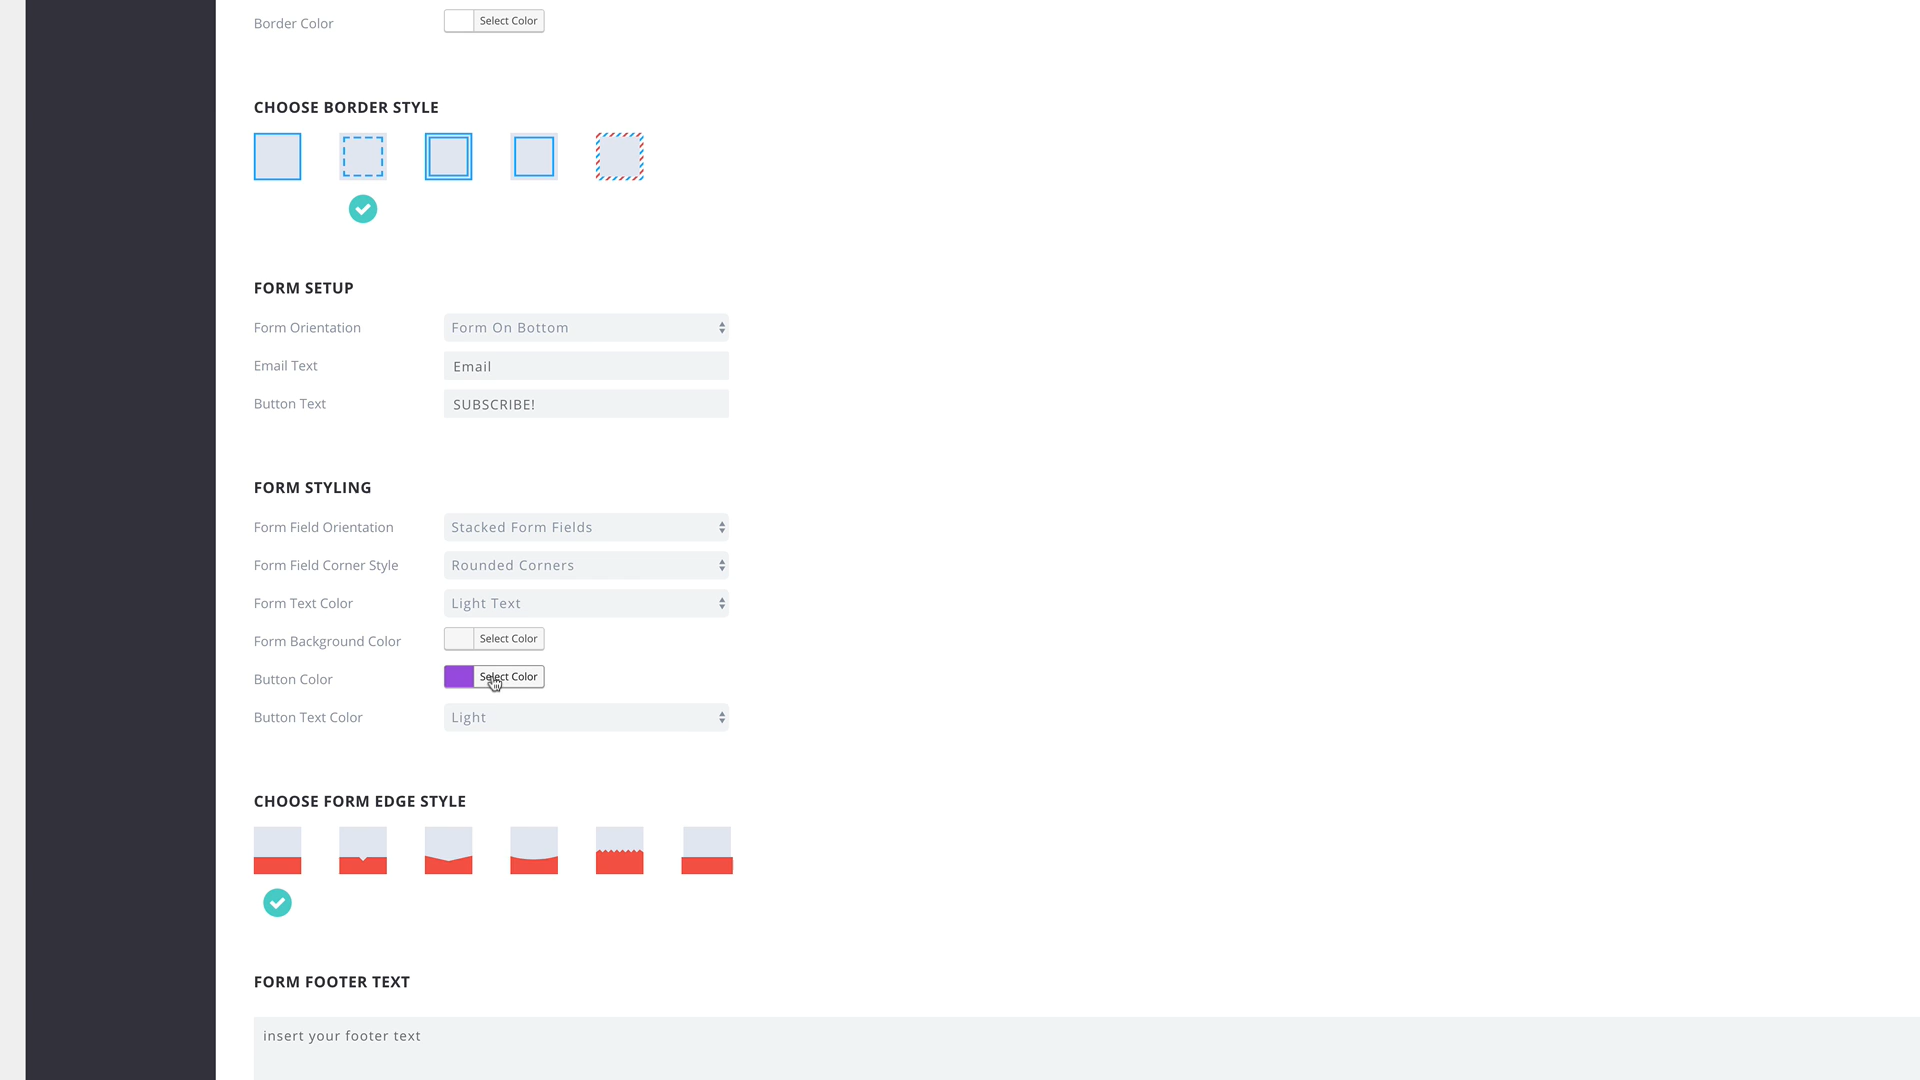 Border Color
Select Color
CHOOSE BORDER STYLE
FORM SETUP
Form Orientation
Form On Bottom
Email Text
Email
Button Text
SUBSCRIBE!
FORM STYLING
Form Field Orientation
Stacked Form Fields
Form Field Corner Style
Rounded Corners
Form Text Color
Light Text
Form Background Color
Select Color
Button Color
Select Color
Button Text Color
Light
CHOOSE FORM EDGE STYLE
FORM FOOTER TEXT
insert your footer text